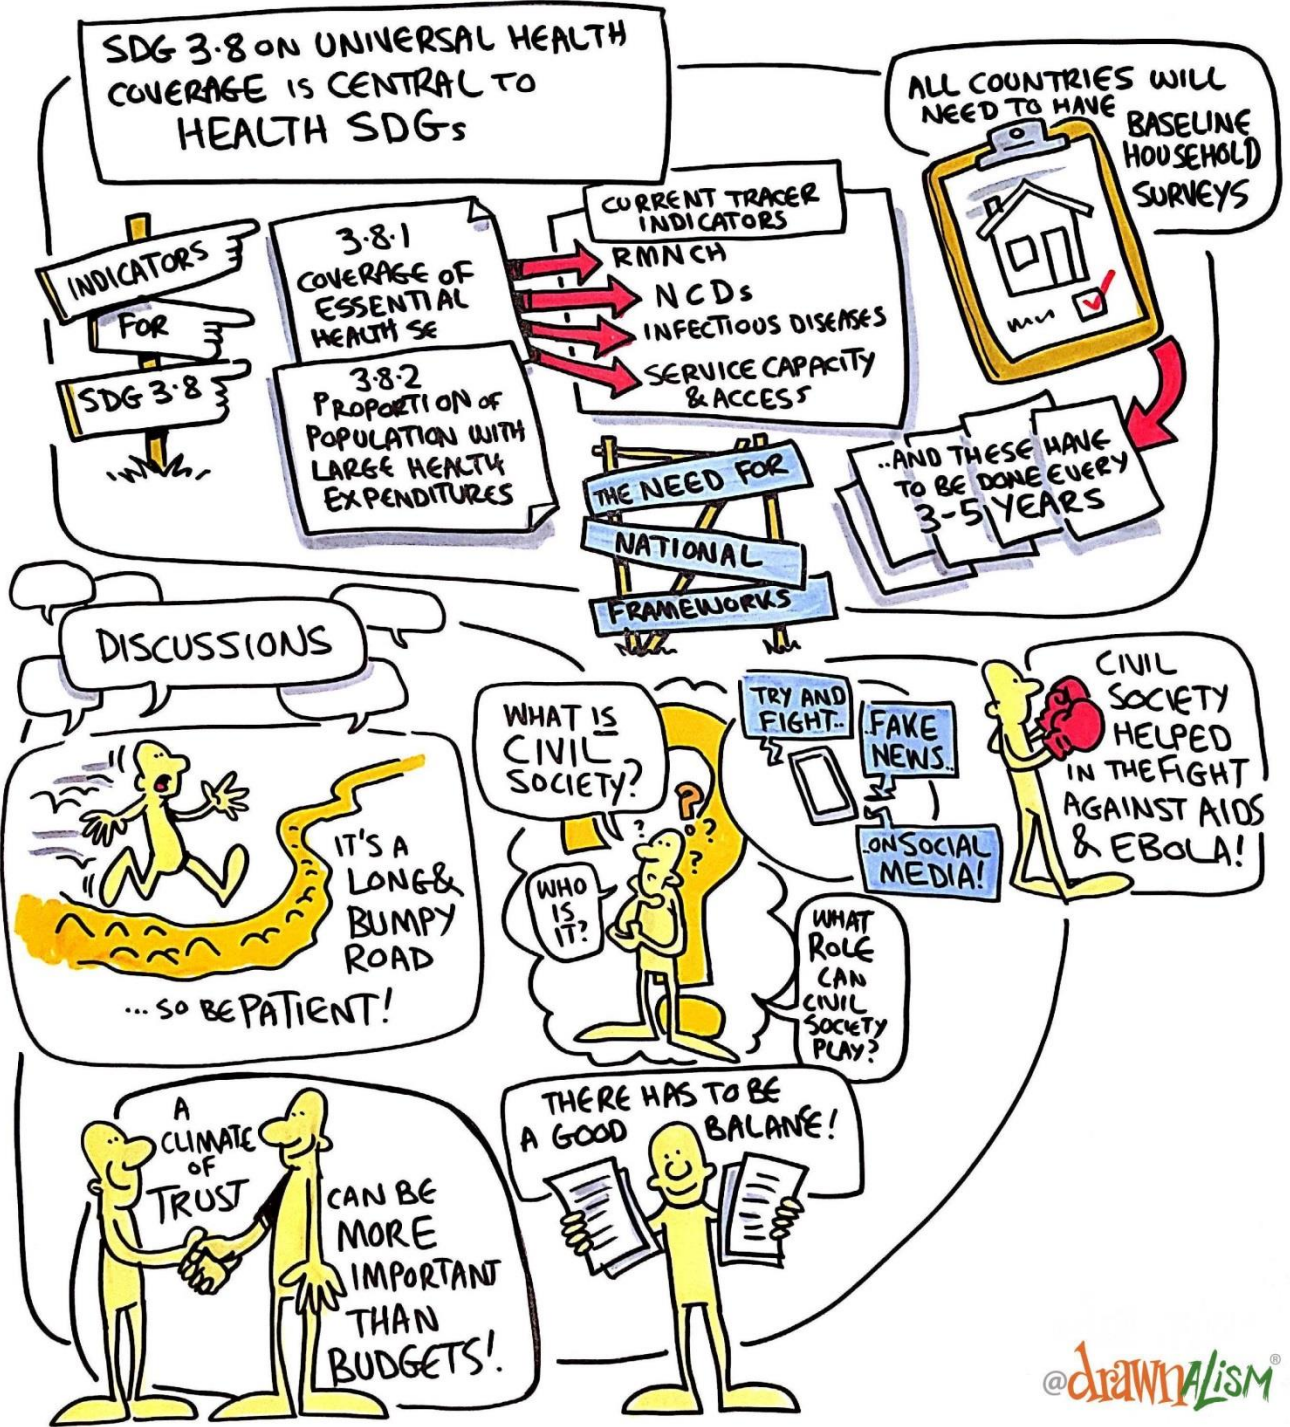 SDG 3.8 ON UNIVERSAL HEALTH
COVERAGE IS CENTRAL TO
HEALTH SDGs
ALL COUNTRIES WILL
NEED TO HAVE
BASELINE
HOUSEHOLD
SURVEYS
INDICATORS
FOR
SDG 3.8
3.8.1
COVERAGE OF
ESSENTIAL
HEALTH SE
3.8.2
PROPORTION OF
POPULATION WITH
LARGE HEALTH
EXPENDITURES
CURRENT TRACER
INDICATORS
RMNCH
NCDs
INFECTIOUS DISEASES
SERVICE CAPACITY
& ACCESS
..AND THESE HAVE
TO BE DONE EVERY
3-5 YEARS
THE NEED FOR
NATIONAL
FRAMEWORKS
DISCUSSIONS
IT'S A
LONG &
BUMPY
ROAD
...SO BE PATIENT!
WHAT IS
CIVIL
SOCIETY?
WHO
IS
IT?
? ? ? ? ?
WHAT
ROLE
CAN
CIVIL
SOCIETY
PLAY?
TRY AND
FIGHT..
..FAKE
NEWS..
..ON SOCIAL
MEDIA!
CIVIL
SOCIETY
HELPED
IN THE FIGHT
AGAINST AIDS
& EBOLA!
A
CLIMATE
OF
TRUST
CAN BE
MORE
IMPORTANT
THAN
BUDGETS!
THERE HAS TO BE
A GOOD BALANSE!
@drawnalism®